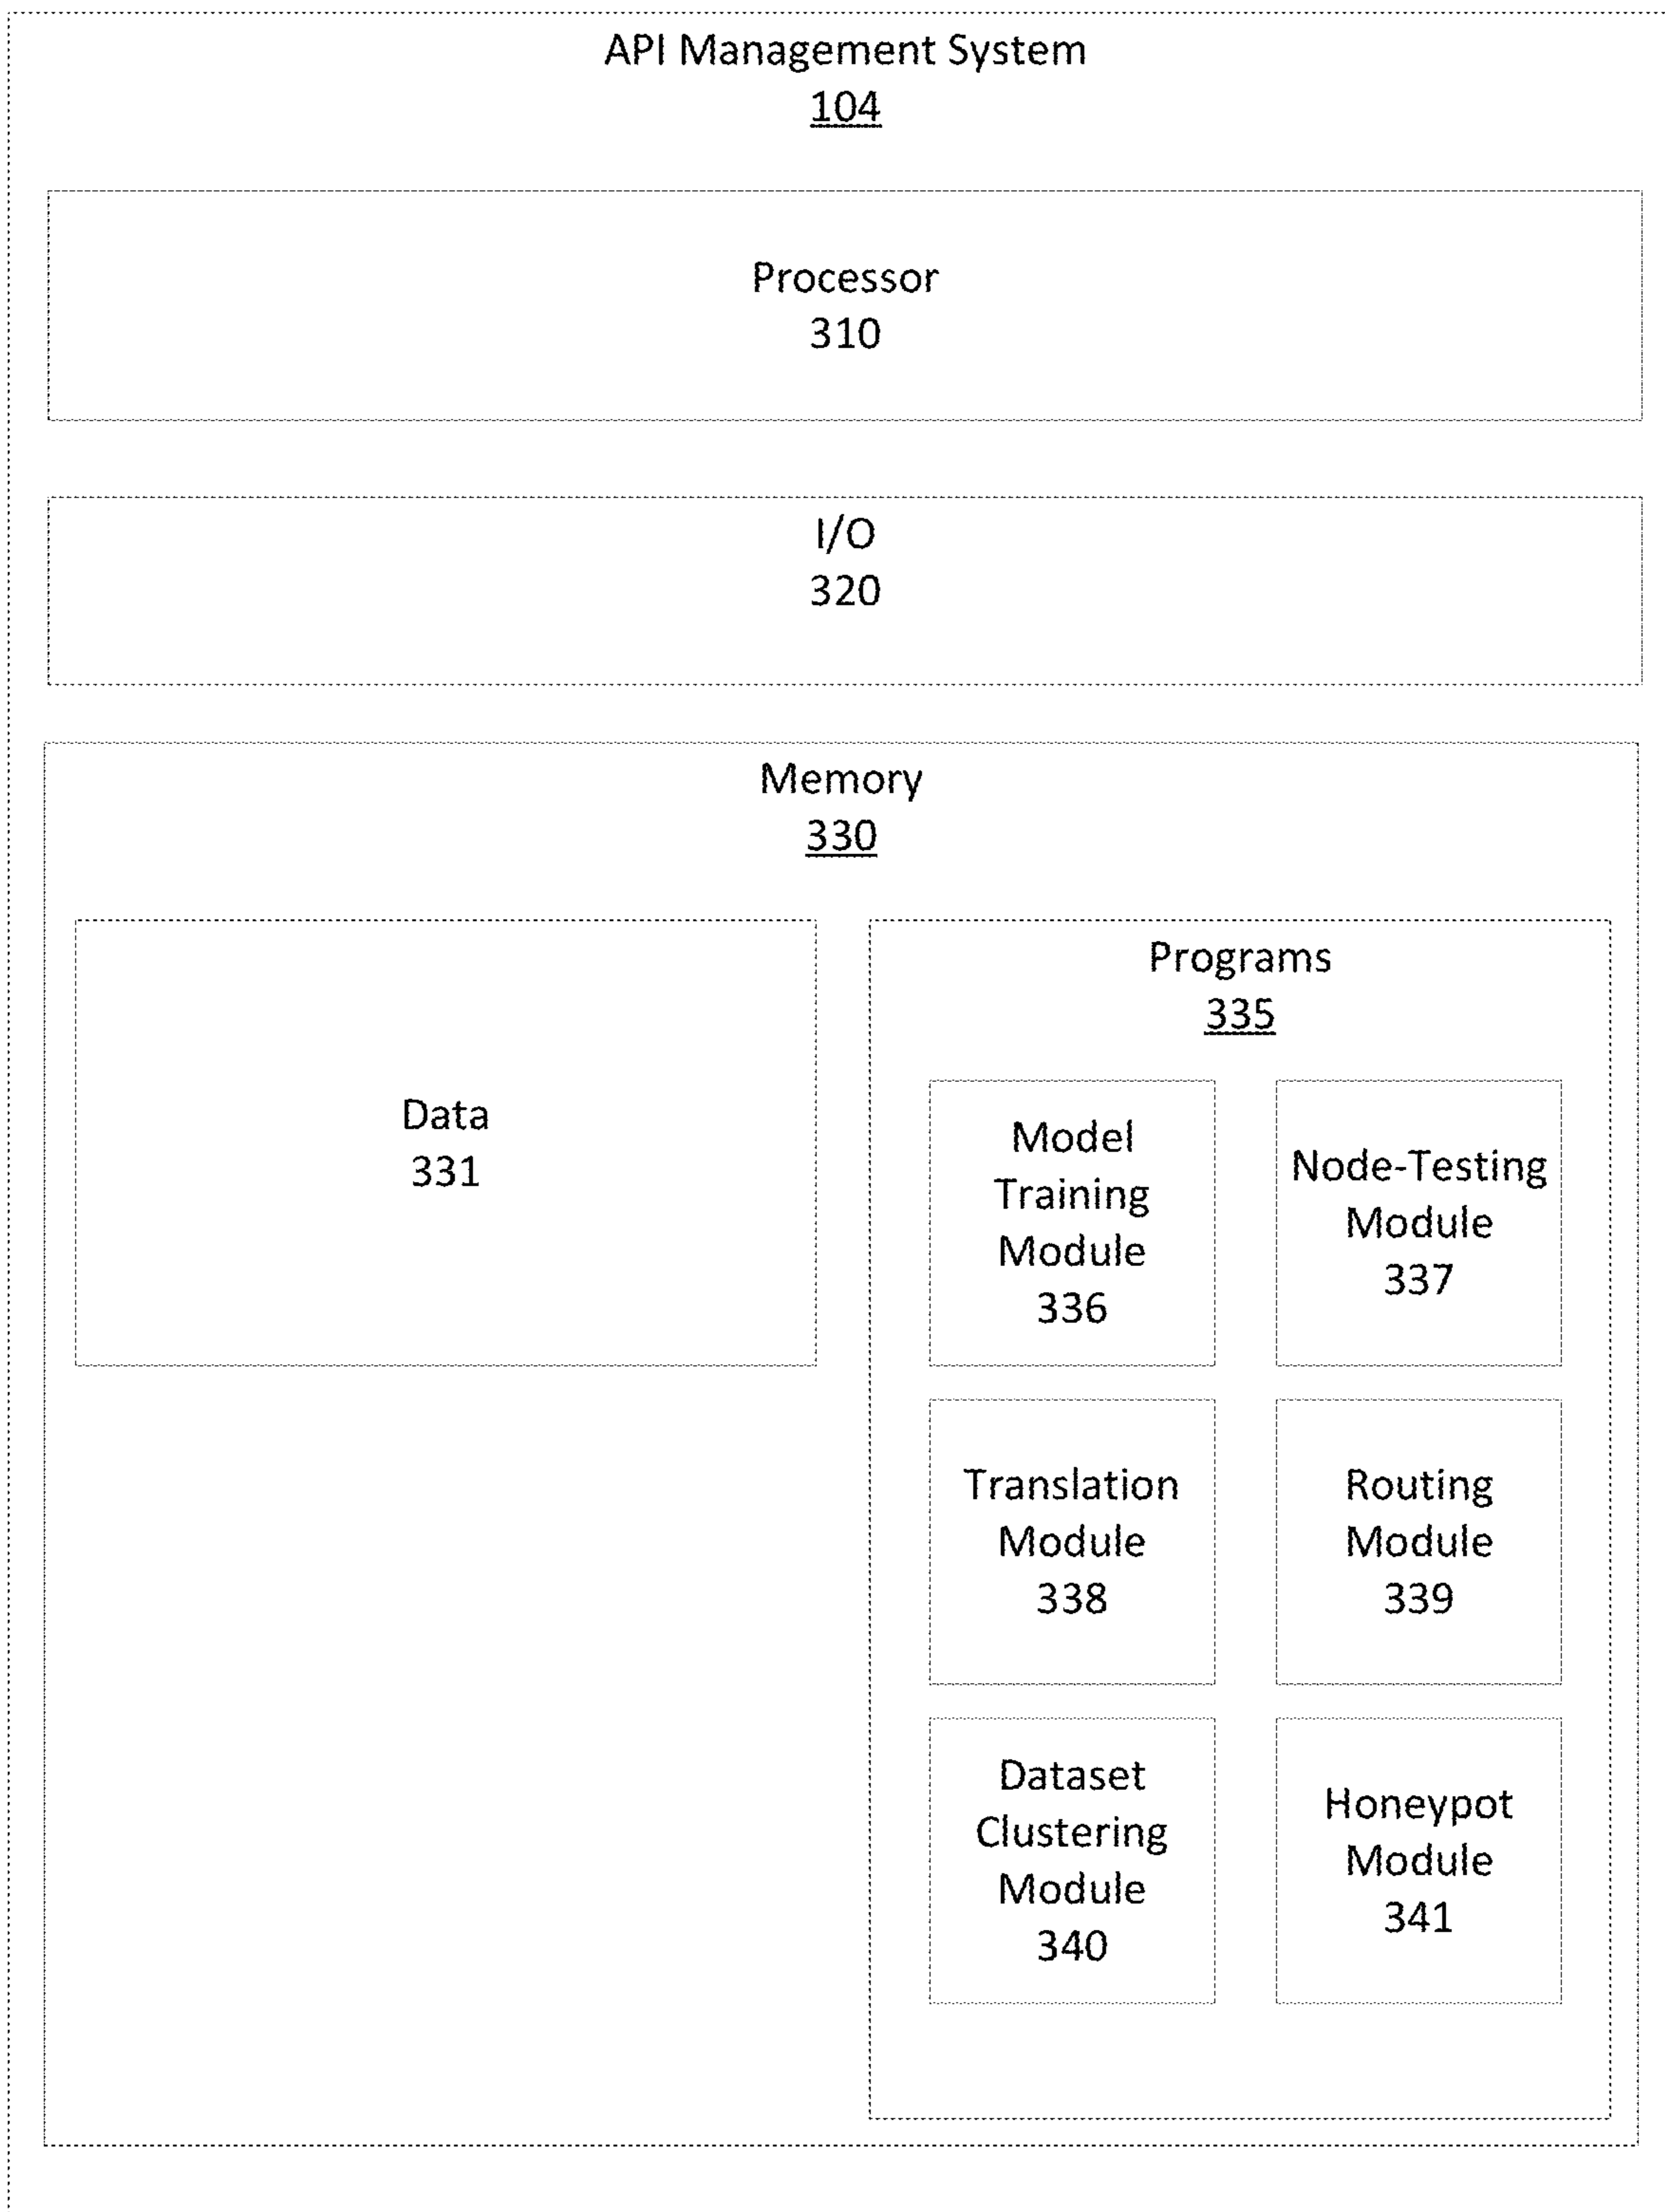 API Management System
104
Processor
310
I/O
320
Memory
330
Data
331
Programs
335
Model
Training
Module
336
Node-Testing
Module
337
Translation
Module
338
Routing
Module
339
Dataset
Clustering
Module
340
Honeypot
Module
341